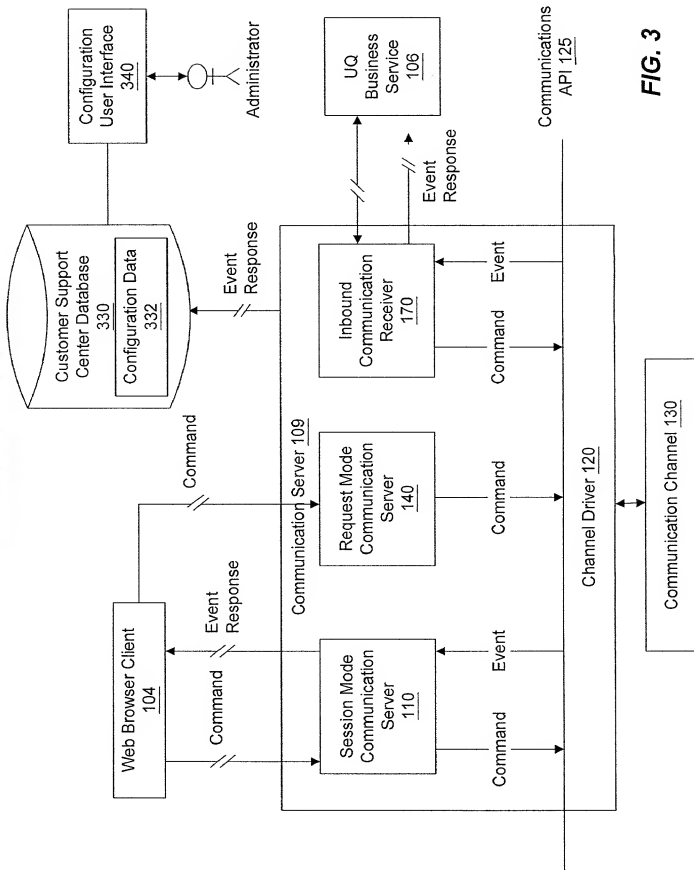 Configuration
User Interface
340
Administrator
Customer Support
Center Database
330
Configuration Data
332
UQ
Business
Service
106
Event
Response
Event
Response
Command
Web Browser Client
104
Event
Response
Command
Communication Server 109
Session Mode
Communication
Server
110
Request Mode
Communication
Server
140
Inbound
Communication
Receiver
170
Command
Event
Command
Command
Event
Communications
API 125
Channel Driver 120
Communication Channel 130
FIG. 3